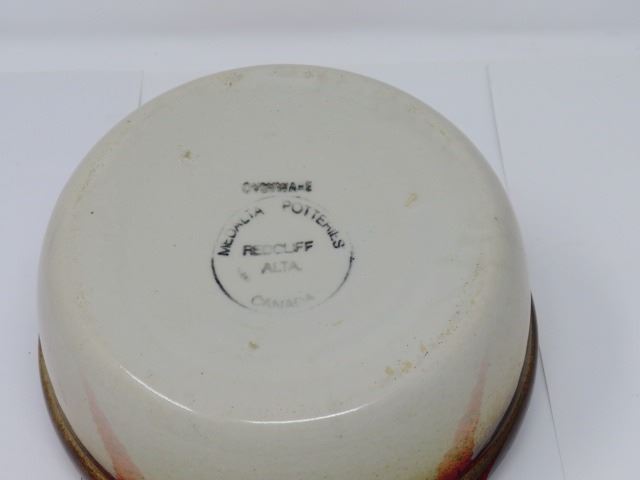 OVENWARE
MEDALTA POTTERIES
REDCLIFF
ALTA.
CANADA